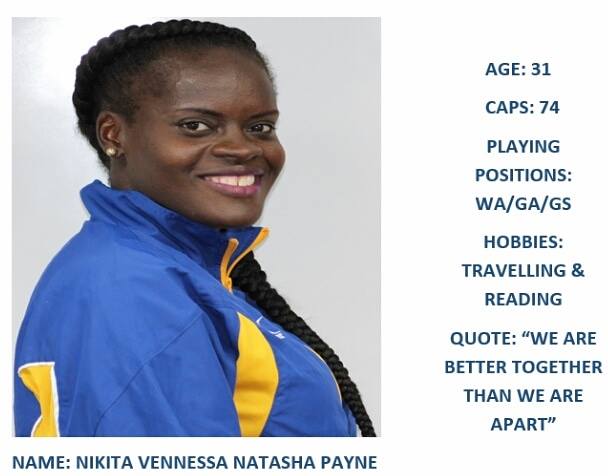 AGE: 31
CAPS: 74
PLAYING
POSITIONS:
WA/GA/GS
HOBBIES:
TRAVELLING &
READING
QUOTE: “WE ARE
BETTER TOGETHER
THAN WE ARE
APART”
NAME: NIKITA VENNESSA NATASHA PAYNE